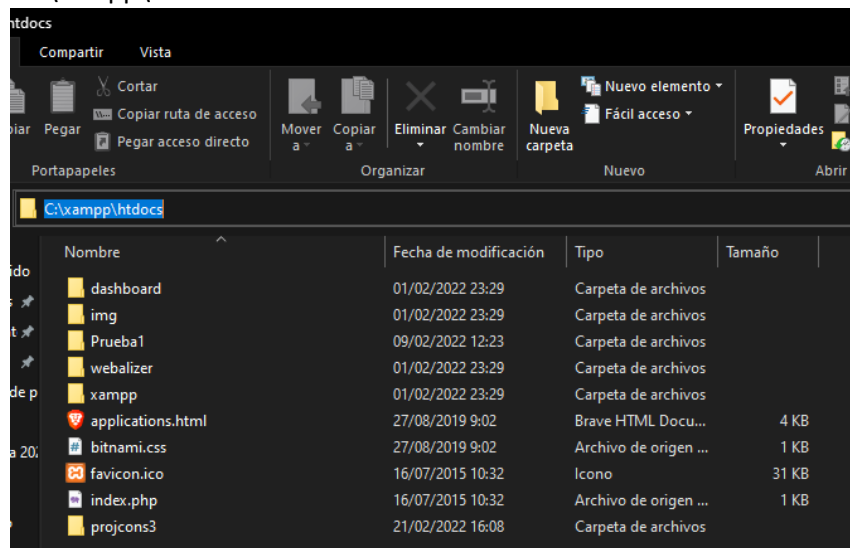 htdocs
Compartir Vista
Cortar
Copiar ruta de acceso
Pegar acceso directo
Pegar
Mover a
Copiar a
Eliminar
Cambiar nombre
Nueva carpeta
Nuevo elemento
Fácil acceso
Propiedades
Portapapeles Organizar Nuevo Abrir
C:\xampp\htdocs
Nombre Fecha de modificación Tipo Tamaño
dashboard 01/02/2022 23:29 Carpeta de archivos
img 01/02/2022 23:29 Carpeta de archivos
Prueba1 09/02/2022 12:23 Carpeta de archivos
webalizer 01/02/2022 23:29 Carpeta de archivos
xampp 01/02/2022 23:29 Carpeta de archivos
applications.html 27/08/2019 9:02 Brave HTML Docu... 4 KB
bitnami.css 27/08/2019 9:02 Archivo de origen ... 1 KB
favicon.ico 16/07/2015 10:32 Icono 31 KB
index.php 16/07/2015 10:32 Archivo de origen ... 1 KB
projcons3 21/02/2022 16:08 Carpeta de archivos